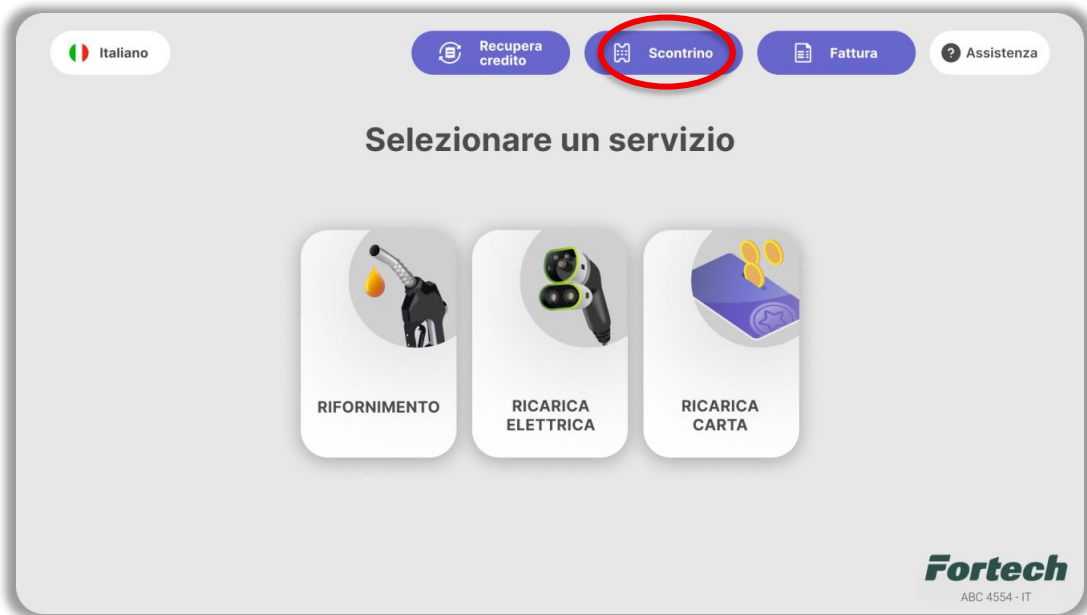 Italiano
Recupera
credito
Scontrino
Fattura
? Assistenza
Selezionare un servizio
RIFORNIMENTO
RICARICA
ELETTRICA
RICARICA
CARTA
Fortech
ABC 4554 - IT